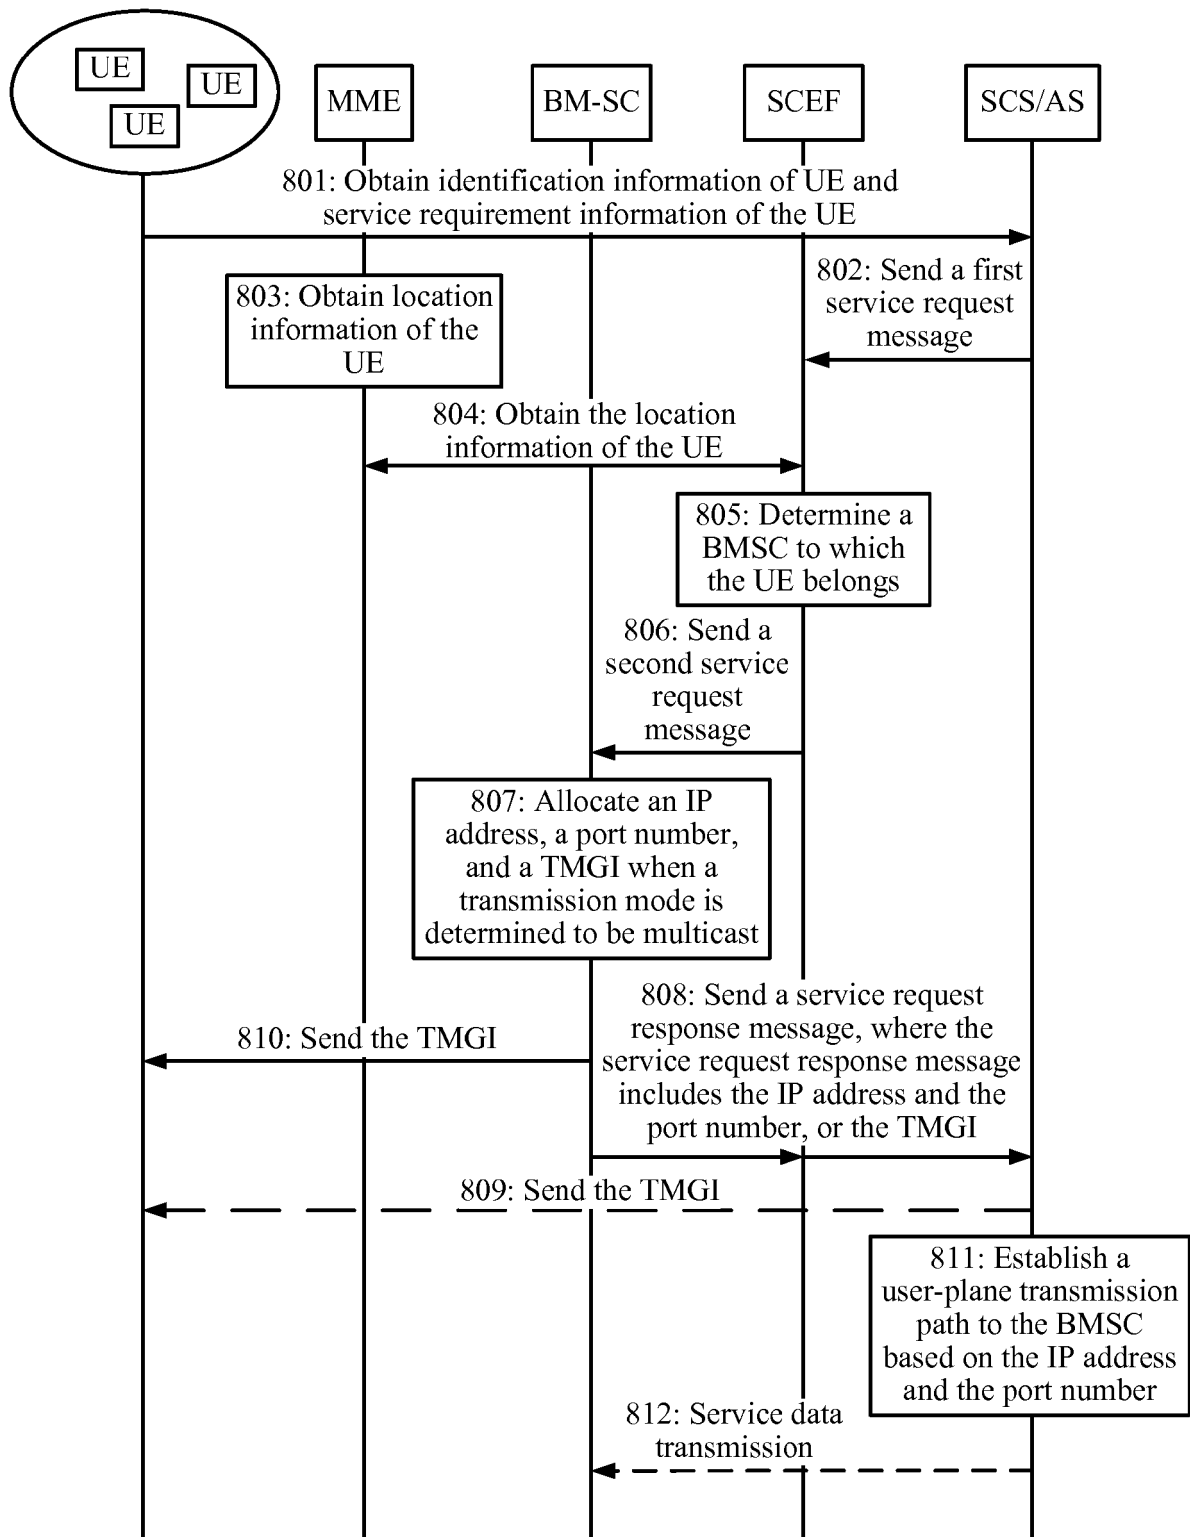 UE
UE
UE
MME
BM-SC
SCEF
SCS/AS
801: Obtain identification information of UE and
service requirement information of the UE
802: Send a first
service request
message
803: Obtain location
information of the
UE
804: Obtain the location
information of the UE
805: Determine a
BMSC to which
the UE belongs
806: Send a
second service
request
message
807: Allocate an IP
address, a port number,
and a TMGI when a
transmission mode is
determined to be multicast
808: Send a service request
response message, where the
service request response message
includes the IP address and the
port number, or the TMGI
810: Send the TMGI
809: Send the TMGI
811: Establish a
user-plane transmission
path to the BMSC
based on the IP address
and the port number
812: Service data
transmission